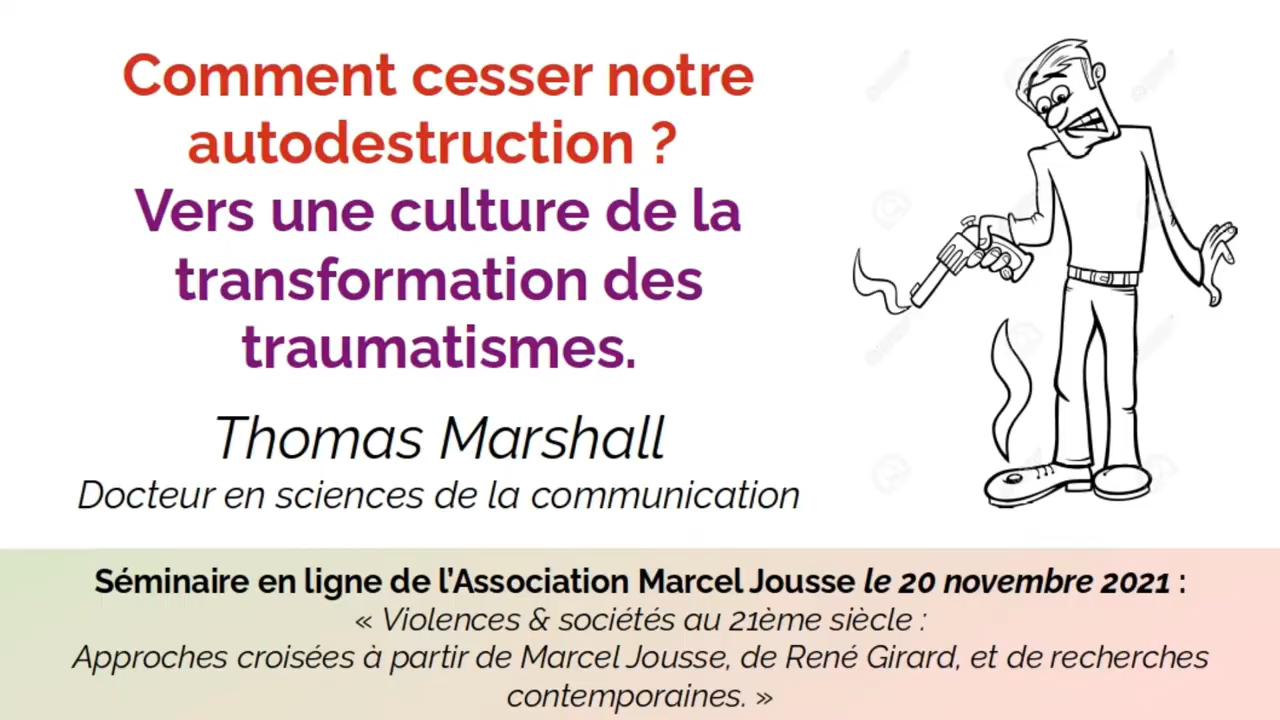 Comment cesser notre
autodestruction ?
Vers une culture de la
transformation des
traumatismes.
Thomas Marshall
Docteur en sciences de la communication
Séminaire en ligne de l'Association Marcel Jousse le 20 novembre 2021 :
« Violences & sociétés au 21ème siècle :
Approches croisées à partir de Marcel Jousse, de René Girard, et de recherches
contemporaines. »